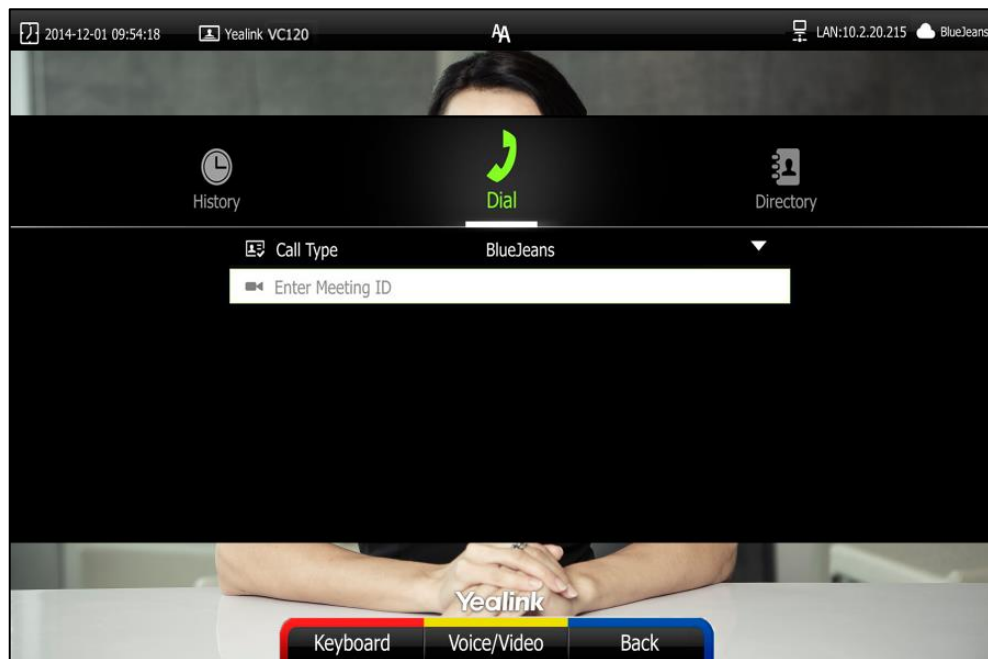 2014-12-01 09:54:18 Yealink VC120 AA LAN:10.2.20.215 BlueJeans
History Dial Directory
Call Type BlueJeans
Enter Meeting ID
Yealink
Keyboard Voice/Video Back